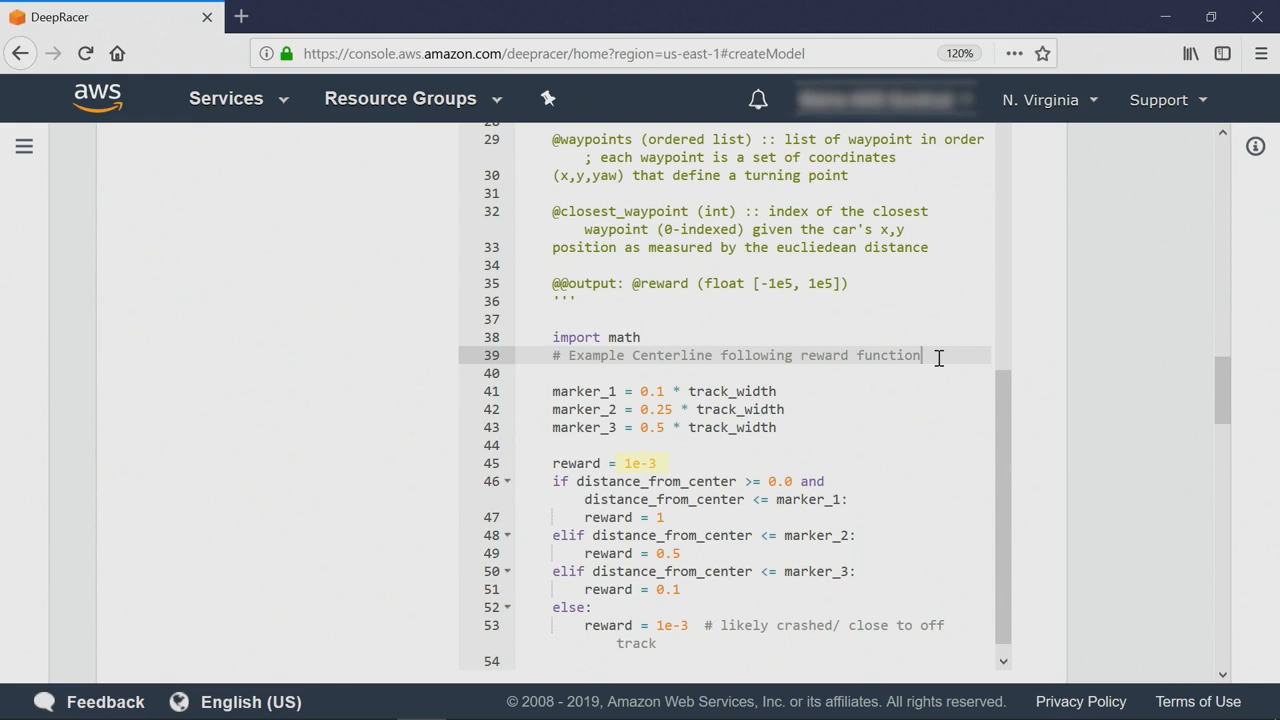 DeepRacer
https://console.aws.amazon.com/deepracer/home?region=us-east-1#createModel
120%
aws
Services
Resource Groups
N. Virginia
Support
28
29 @waypoints (ordered list) :: list of waypoint in order
; each waypoint is a set of coordinates
30 (x,y,yaw) that define a turning point
31
32 @closest_waypoint (int) :: index of the closest
waypoint (0-indexed) given the car's x,y
33 position as measured by the eucliedean distance
34
35 @@output: @reward (float [-1e5, 1e5])
36 '''
37
38 import math
39 # Example Centerline following reward function
40
41 marker_1 = 0.1 * track_width
42 marker_2 = 0.25 * track_width
43 marker_3 = 0.5 * track_width
44
45 reward = 1e-3
46 if distance_from_center >= 0.0 and
distance_from_center <= marker_1:
47 reward = 1
48 elif distance_from_center <= marker_2:
49 reward = 0.5
50 elif distance_from_center <= marker_3:
51 reward = 0.1
52 else:
53 reward = 1e-3 # likely crashed/ close to off
track
54
Feedback
English (US)
© 2008 - 2019, Amazon Web Services, Inc. or its affiliates. All rights reserved.
Privacy Policy
Terms of Use